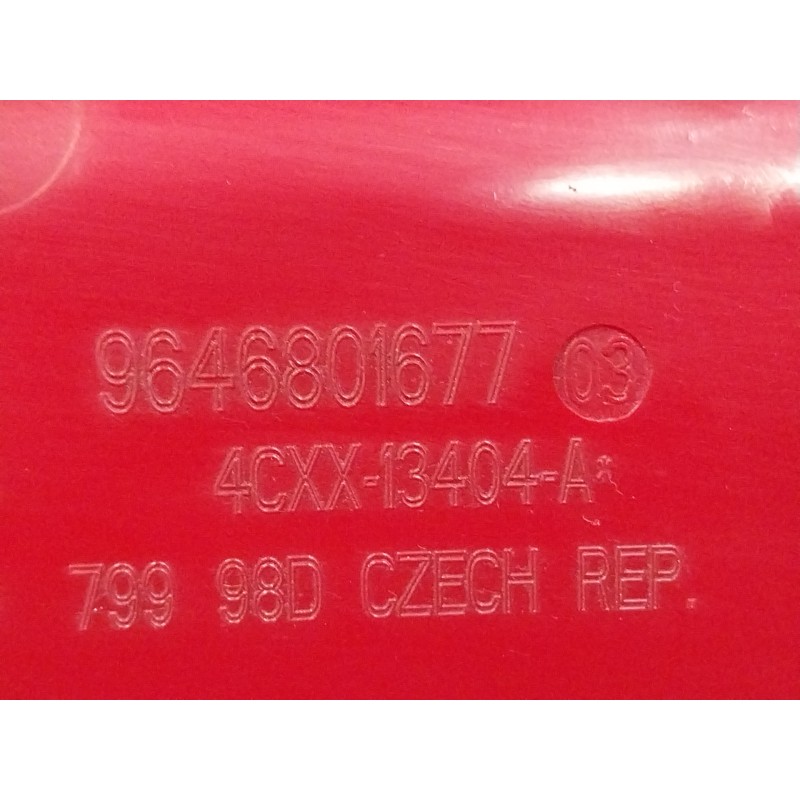 9646801677 03
4CXX-13404-A*
799 98D CZECH REP.